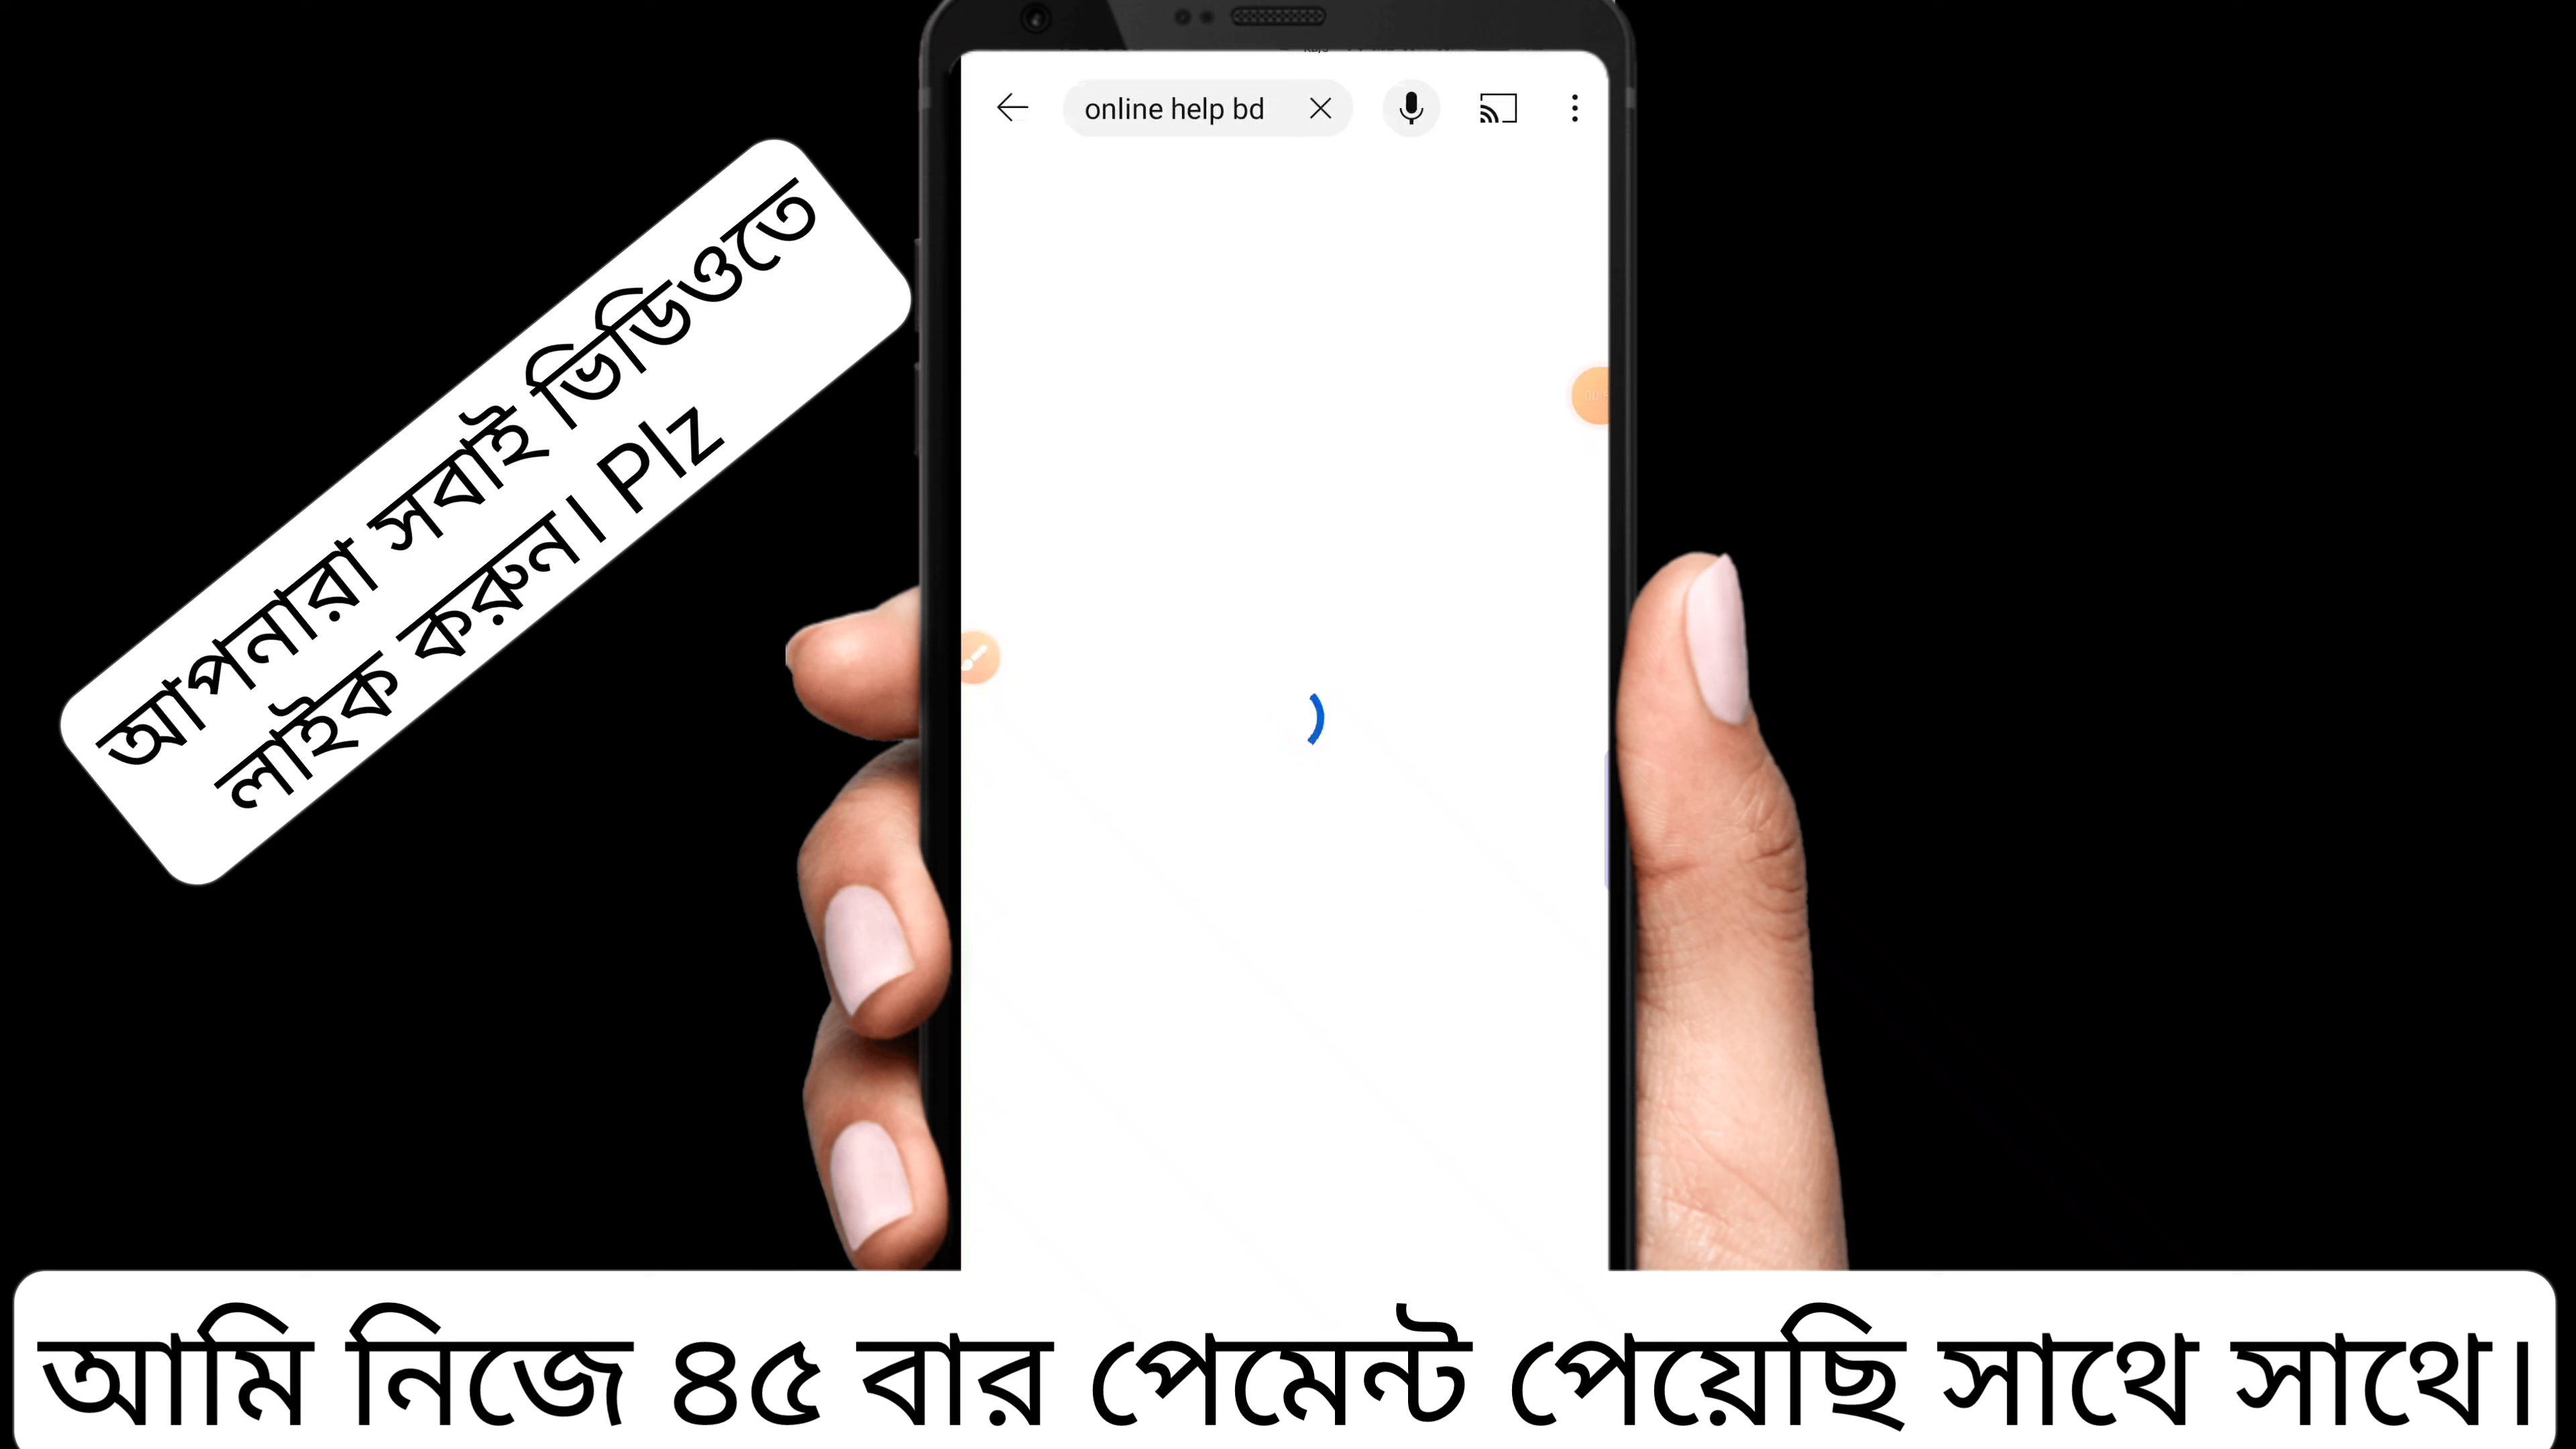 online help bd
আপনারা সবাই ভিডিওতে
লাইক করুন। Plz
আমি নিজে ৪৫ বার পেমেন্ট পেয়েছি সাথে সাথে।